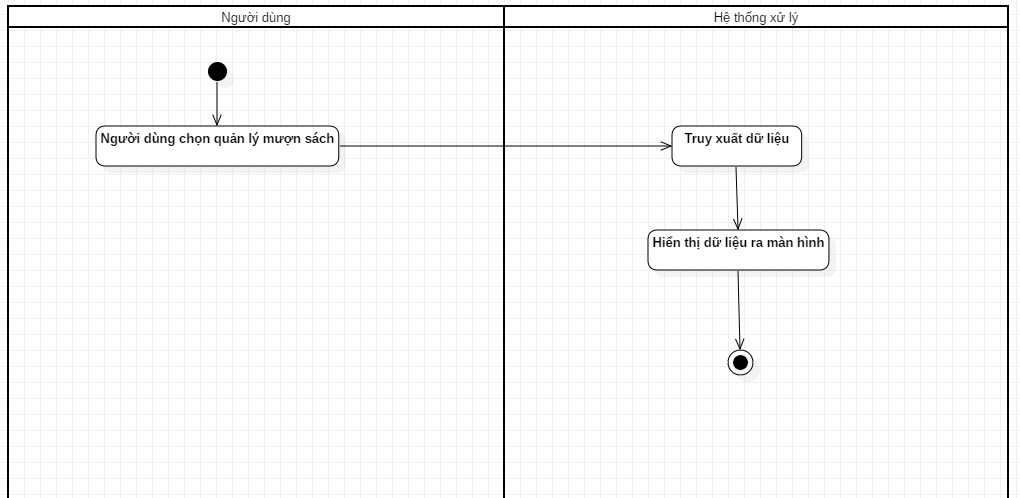 Người dùng
Hệ thống xử lý
Người dùng chọn quản lý mượn sách
Truy xuất dữ liệu
Hiển thị dữ liệu ra màn hình